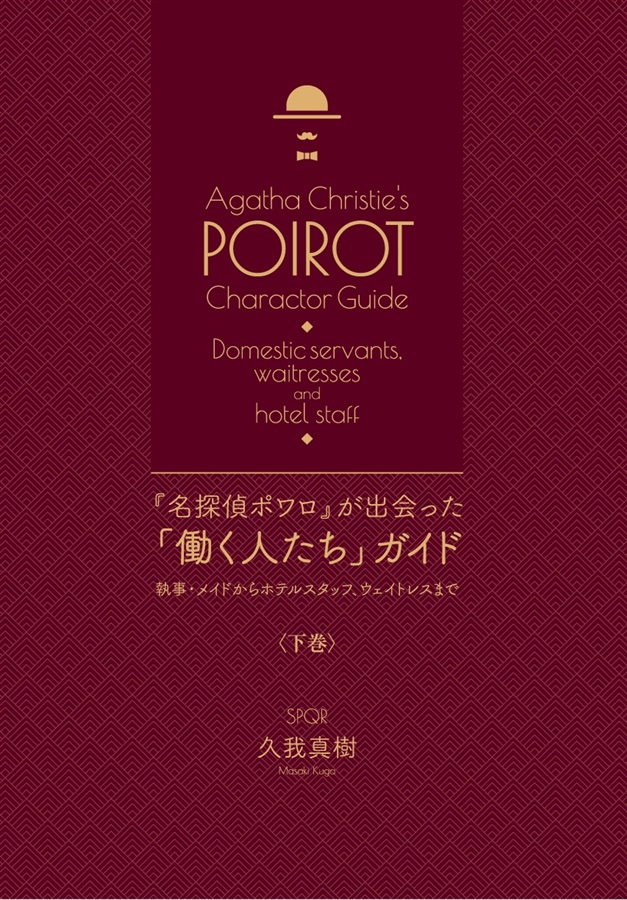 Agatha Christie's
POIROT
Charactor Guide
Domestic servants,
waitresses
and
hotel staff
『名探偵ポワロ』が出会った
「働く人たち」ガイド
執事・メイドからホテルスタッフ、ウェイトレスまで
〈下巻〉
SPQR
久我真樹
Masaki Kuga